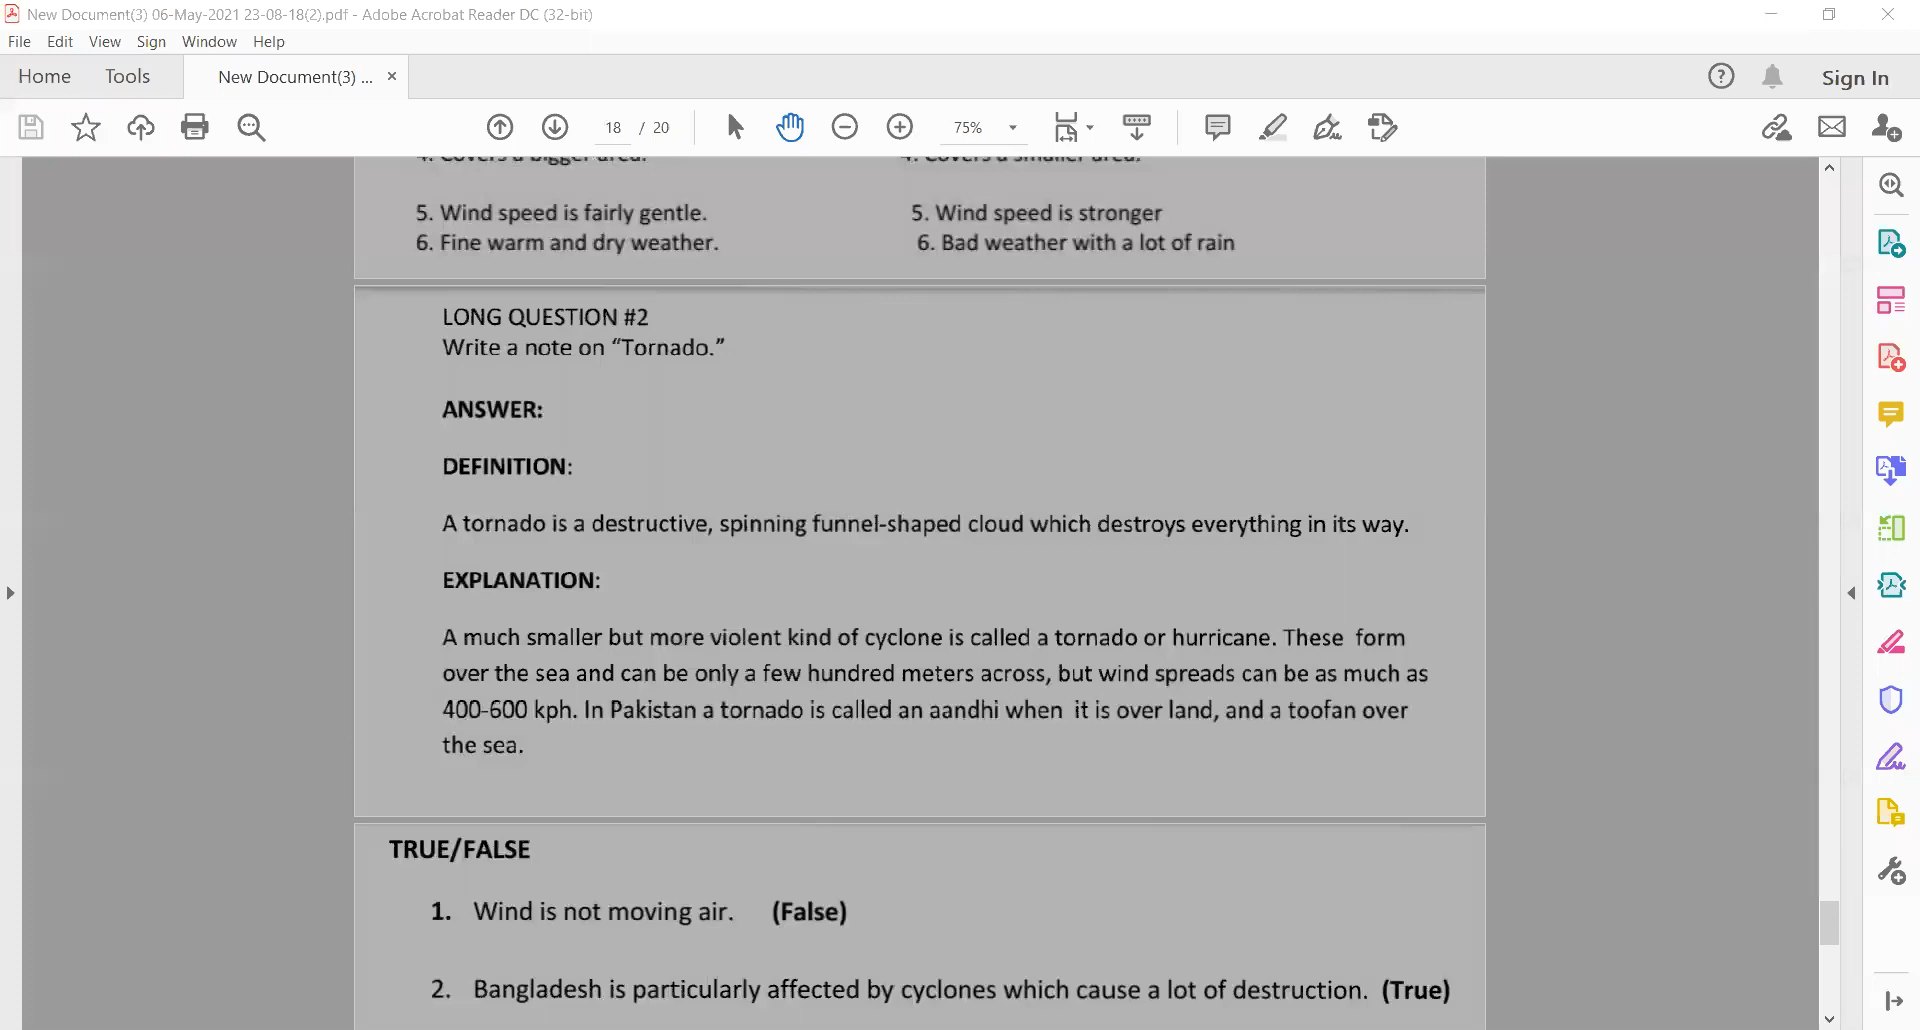 New Document(3) 06-May-2021 23-08-18(2).pdf - Adobe Acrobat Reader DC (32-bit)
File Edit View Sign Window Help
Home Tools New Document(3) ... × Sign In
18 / 20 75%
4. Covers a bigger area. 4. Covers a smaller area.
5. Wind speed is fairly gentle. 5. Wind speed is stronger
6. Fine warm and dry weather. 6. Bad weather with a lot of rain
LONG QUESTION #2
Write a note on “Tornado.”
ANSWER:
DEFINITION:
A tornado is a destructive, spinning funnel-shaped cloud which destroys everything in its way.
EXPLANATION:
A much smaller but more violent kind of cyclone is called a tornado or hurricane. These form
over the sea and can be only a few hundred meters across, but wind spreads can be as much as
400-600 kph. In Pakistan a tornado is called an aandhi when it is over land, and a toofan over
the sea.
TRUE/FALSE
1. Wind is not moving air. (False)
2. Bangladesh is particularly affected by cyclones which cause a lot of destruction. (True)